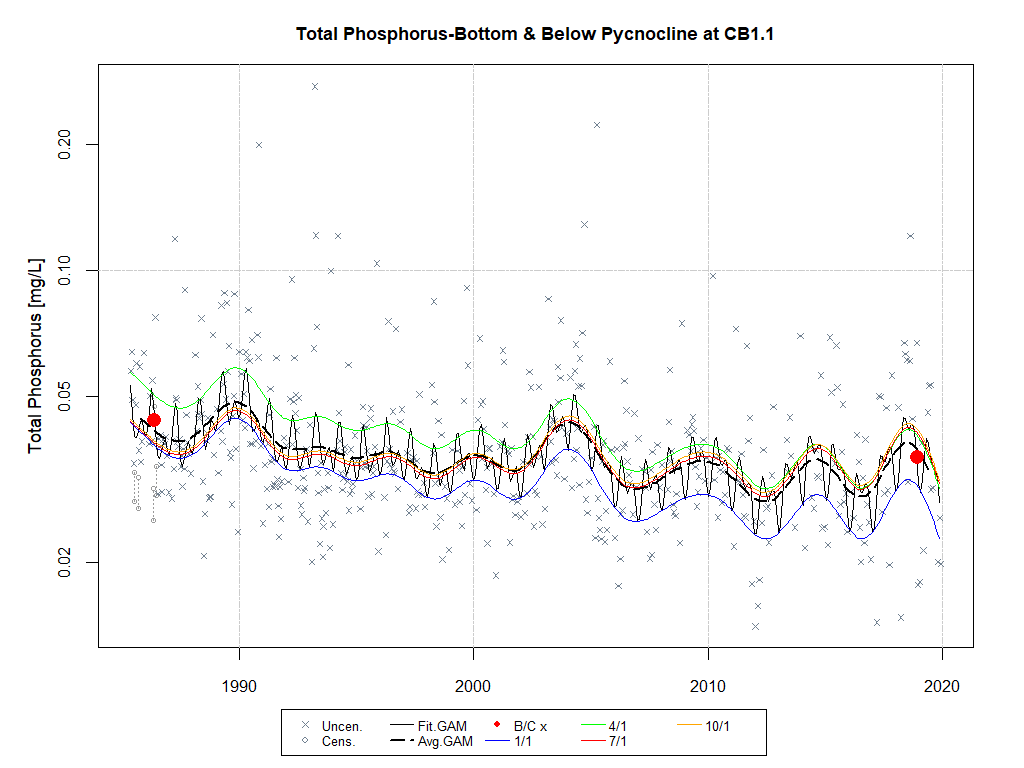 Total Phosphorus-Bottom & Below Pycnocline at CB1.1
Total Phosphorus [mg/L]
0.20
0.10
0.05
0.02
1990 2000 2010 2020
Uncen. Fit.GAM B/C x 4/1 10/1
Cens. Avg.GAM 1/1 7/1